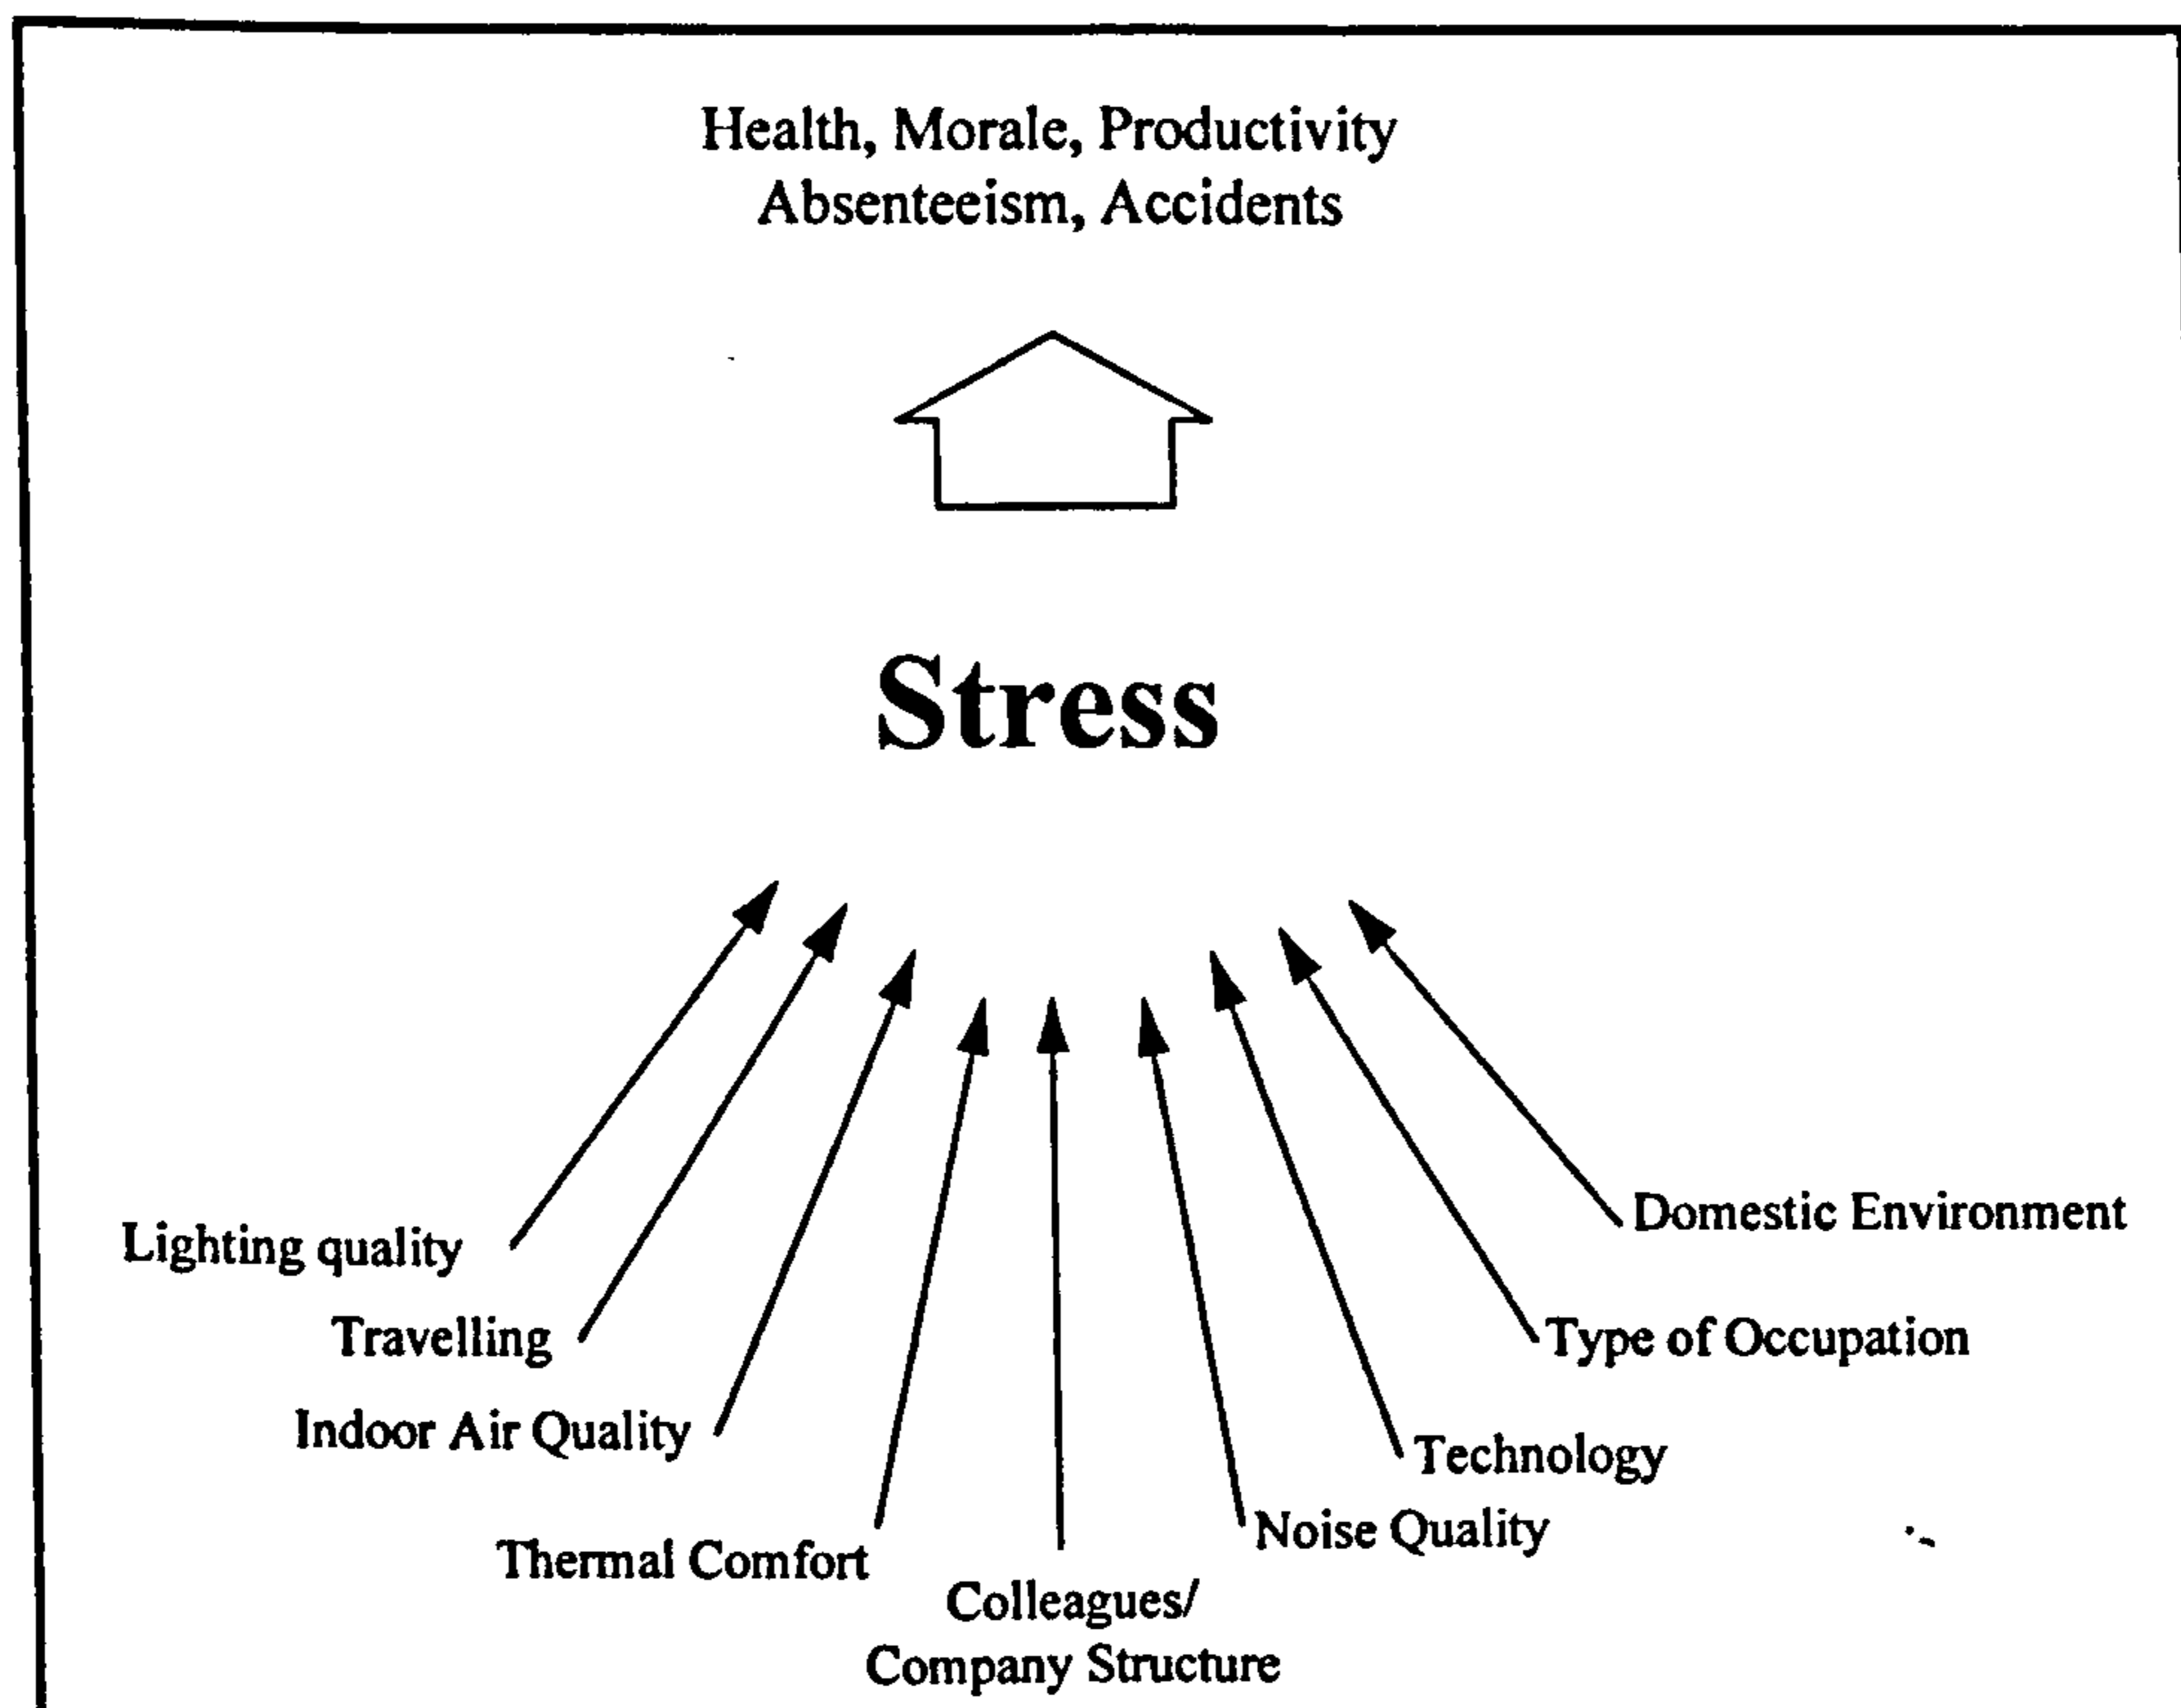 Health, Morale, Productivity
Absenteeism, Accidents
Stress
Lighting quality
Domestic Environment
Travelling
Type of Occupation
Indoor Air Quality
Technology
Thermal Comfort
Noise Quality
Colleagues/
Company Structure